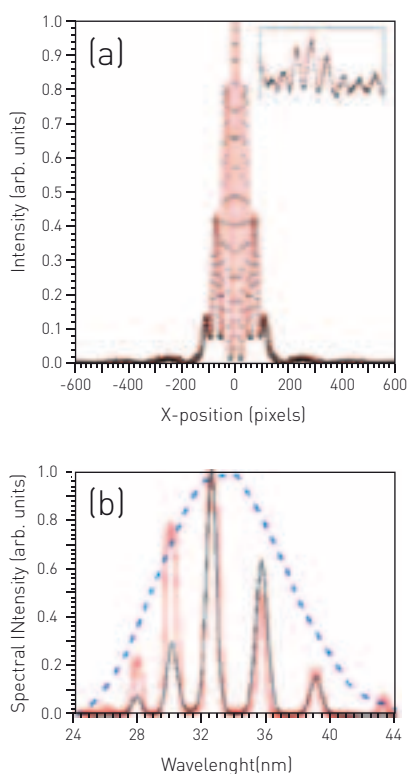 (a)
Intensity (arb. units)
1.0
0.9
0.8
0.7
0.6
0.5
0.4
0.3
0.2
0.1
0.0
-600 -400 -200 0 200 400 600
X-position (pixels)
(b)
Spectral INtensity (arb. units)
1.0
0.8
0.6
0.4
0.2
0.0
24 28 32 36 40 44
Wavelenght(nm)